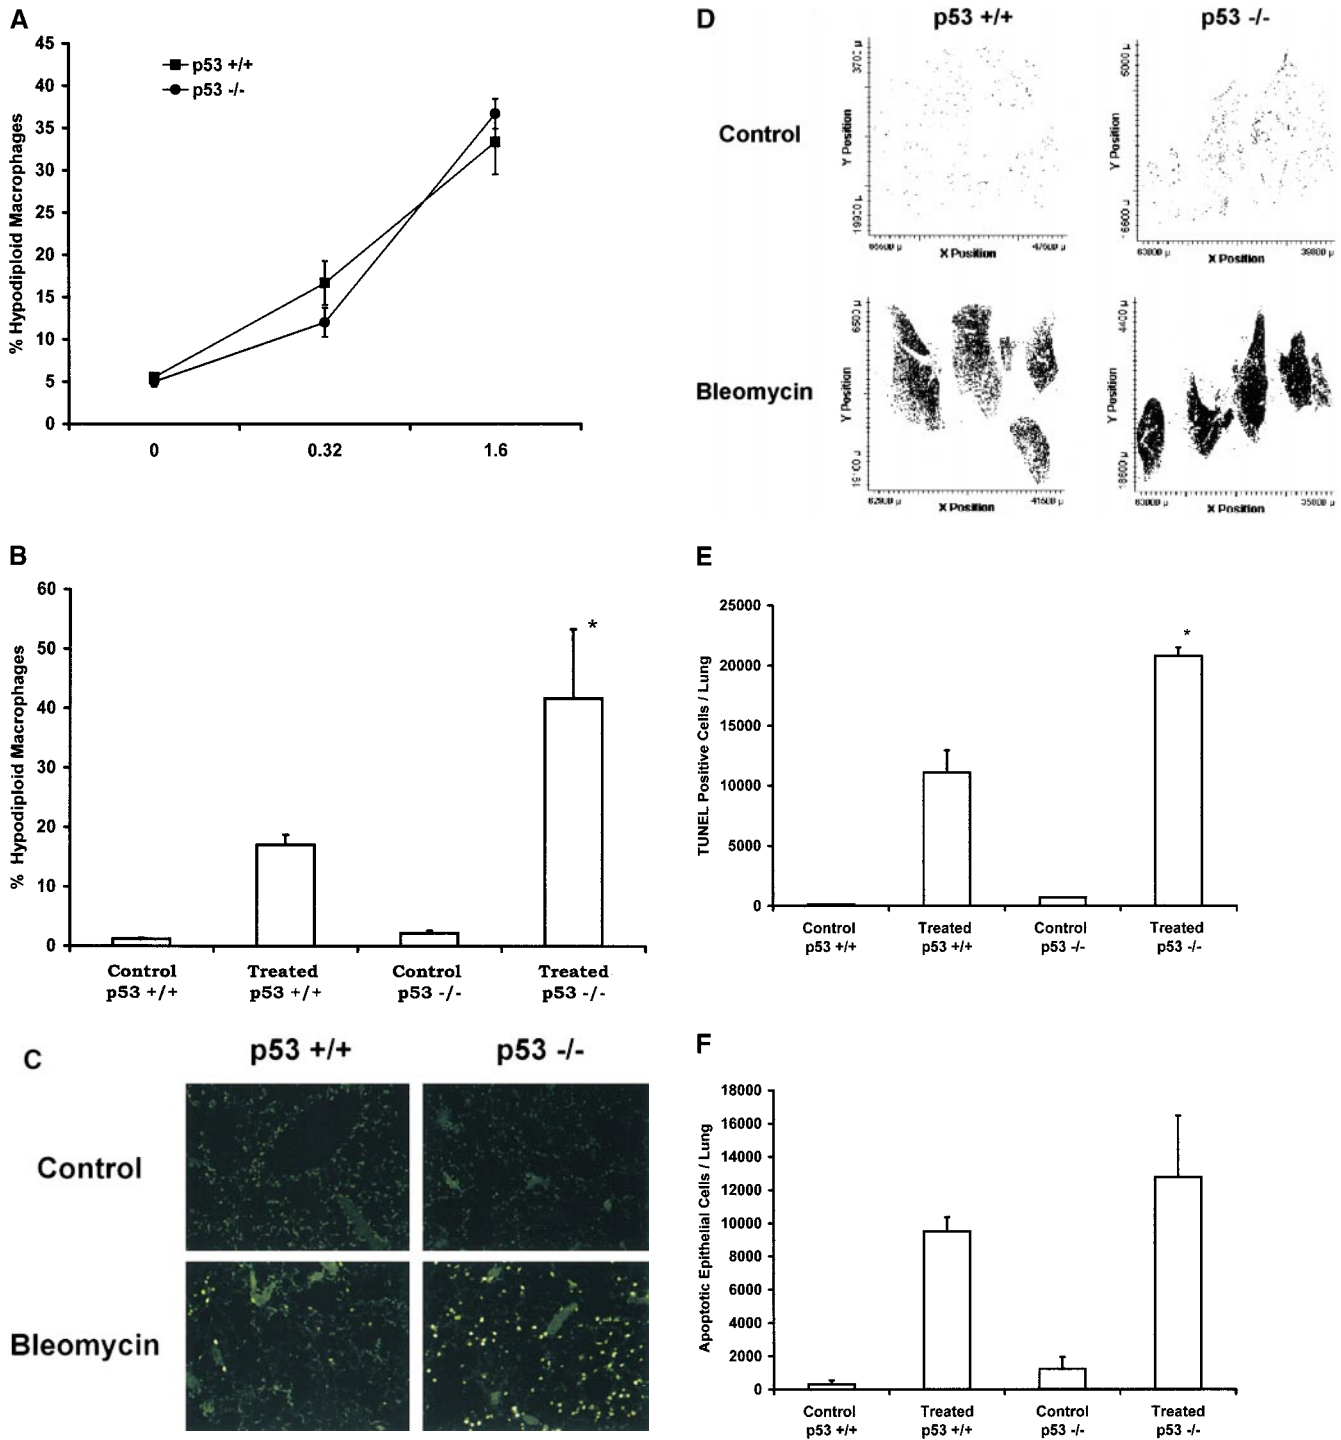 A
45
40
35
30
25
20
15
10
5
0
% Hypodiploid Macrophages
p53 +/+
p53 -/-
0
0.32
1.6
B
60
50
40
30
20
10
0
% Hypodiploid Macrophages
*
Control
p53 +/+
Treated
p53 +/+
Control
p53 -/-
Treated
p53 -/-
C
p53 +/+
p53 -/-
Control
Bleomycin
D
p53 +/+
p53 -/-
Control
Y Position
X Position
Y Position
X Position
Bleomycin
Y Position
X Position
Y Position
X Position
E
25000
20000
15000
10000
5000
0
TUNEL Positive Cells / Lung
*
Control
p53 +/+
Treated
p53 +/+
Control
p53 -/-
Treated
p53 -/-
F
18000
16000
14000
12000
10000
8000
6000
4000
2000
0
Apoptotic Epithelial Cells / Lung
Control
p53 +/+
Treated
p53 +/+
Control
p53 -/-
Treated
p53 -/-